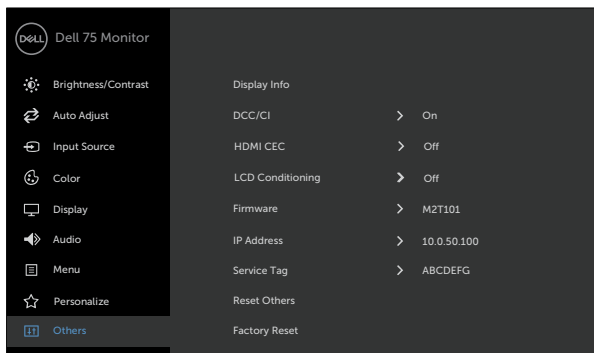 DELL Dell 75 Monitor
Brightness/Contrast Display Info
Auto Adjust DCC/CI On
Input Source HDMI CEC Off
Color LCD Conditioning Off
Display Firmware M2T101
Audio IP Address 10.0.50.100
Menu Service Tag ABCDEFG
Personalize Reset Others
Others Factory Reset